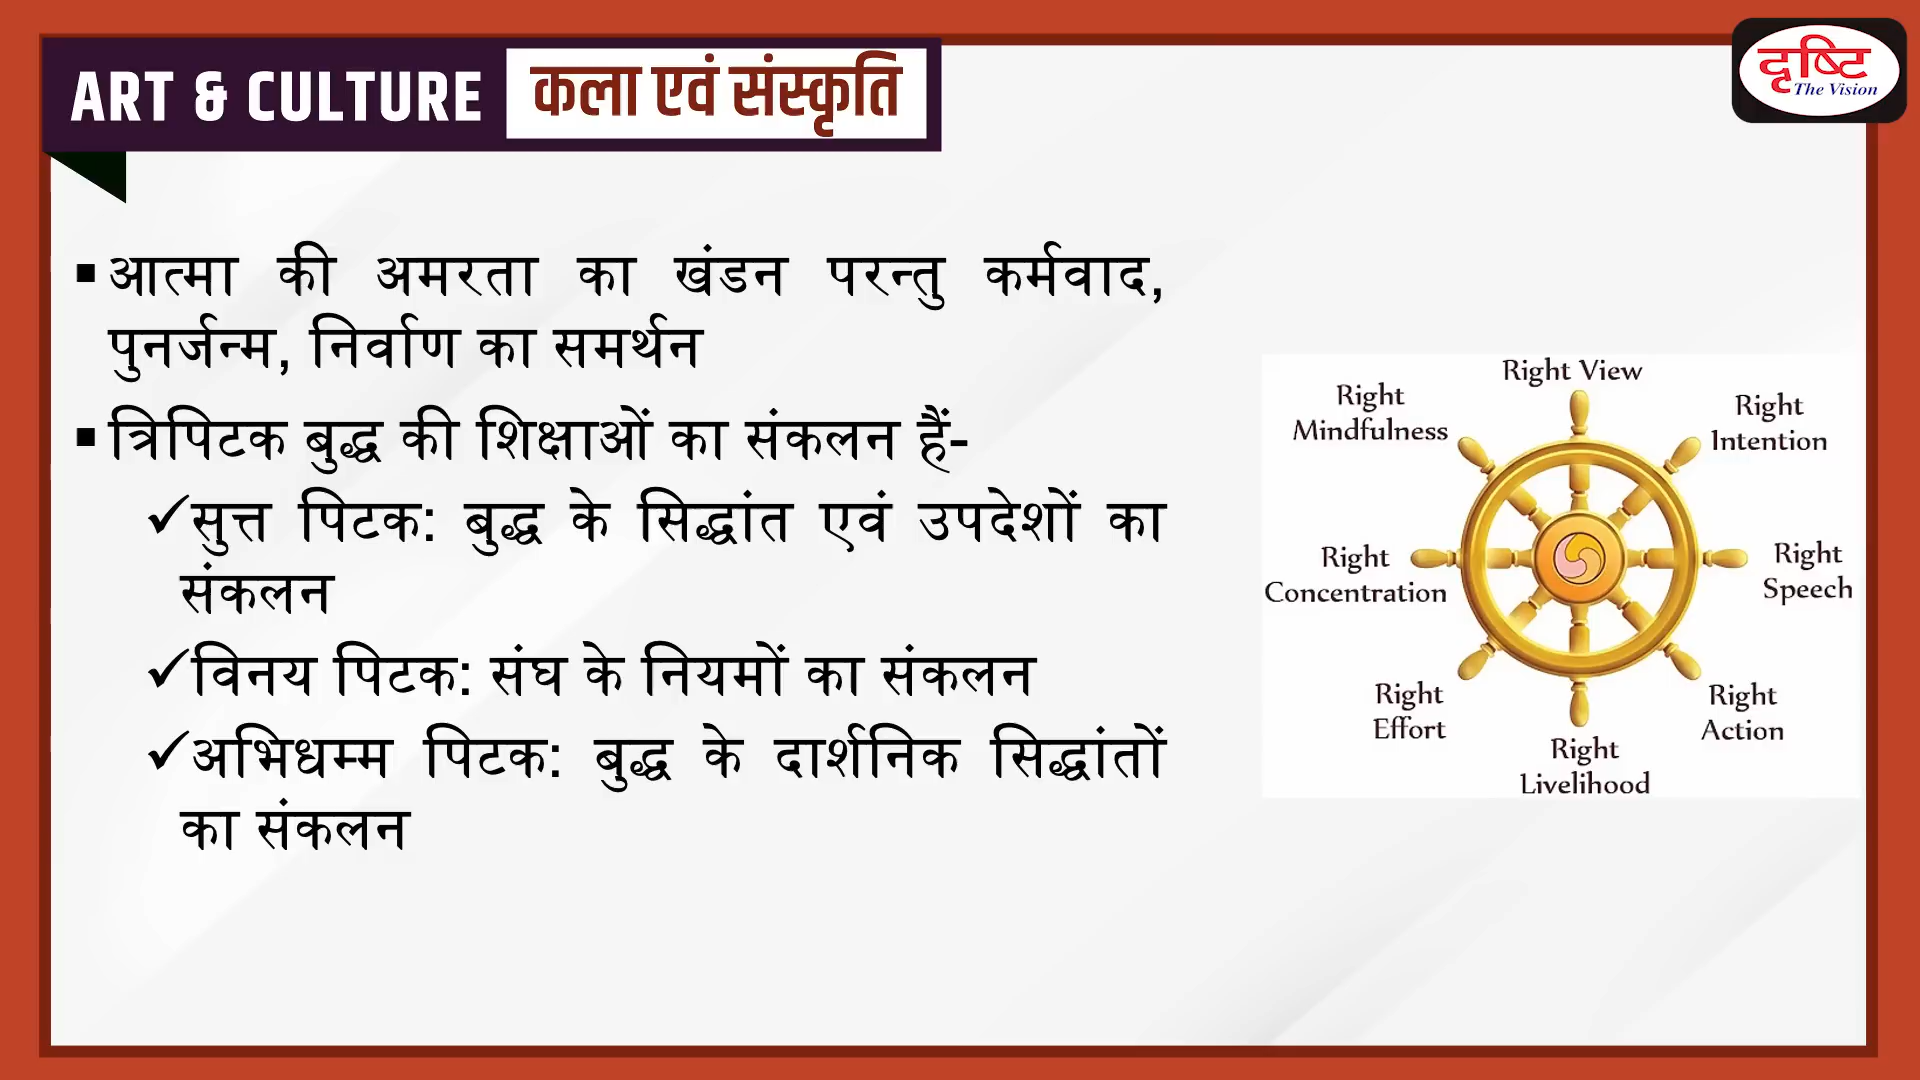 ART & CULTURE कला एवं संस्कृति
दृष्टि
The Vision
▪आत्मा की अमरता का खंडन परन्तु कर्मवाद,
पुनर्जन्म, निर्वाण का समर्थन
▪त्रिपिटक बुद्ध की शिक्षाओं का संकलन हैं-
✓सुत्त पिटक: बुद्ध के सिद्धांत एवं उपदेशों का
संकलन
✓विनय पिटक: संघ के नियमों का संकलन
✓अभिधम्म पिटक: बुद्ध के दार्शनिक सिद्धांतों
का संकलन
Right View
Right
Intention
Right
Speech
Right
Action
Right
Livelihood
Right
Effort
Right
Concentration
Right
Mindfulness